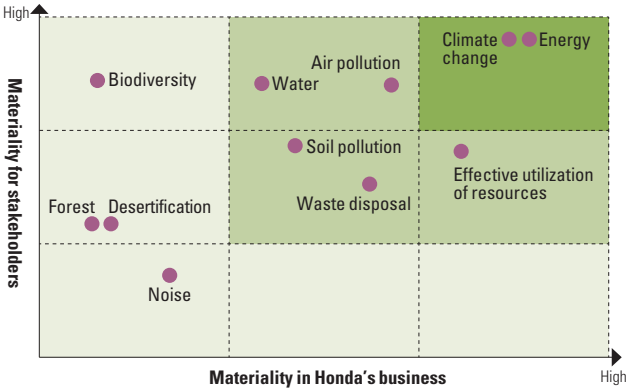 High
Materiality for stakeholders
Climate
change
Energy
Air pollution
Biodiversity
Water
Soil pollution
Effective utilization
of resources
Waste disposal
Forest
Desertification
Noise
Materiality in Honda's business
High